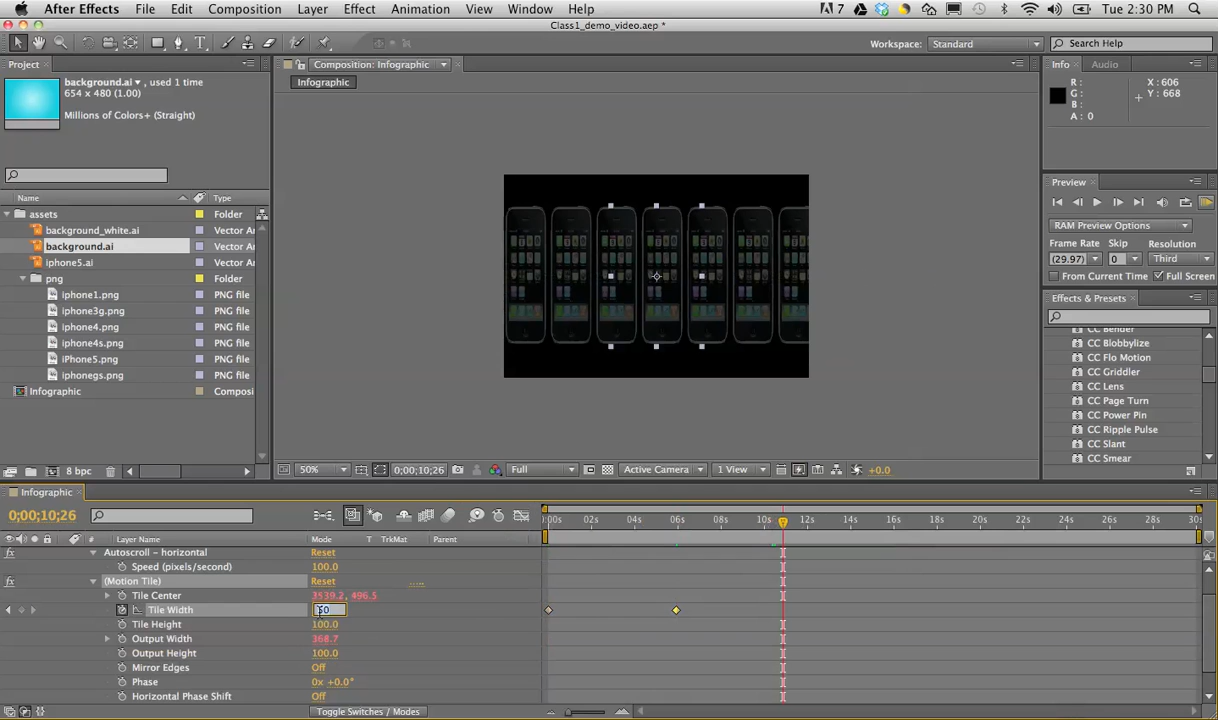 After Effects File Edit Composition Layer Effect Animation View Window Help 7 Tue 2:30 PM
Class1_demo_video.aep *
Workspace: Standard Search Help
Project Composition: Infographic Info Audio
background.ai , used 1 time
654 x 480 (1.00)
Millions of Colors+ (Straight)
Infographic
R : X : 606
G : Y : 668
B :
A : 0
Preview
RAM Preview Options
Frame Rate Skip Resolution
(29.97) 0 Third
From Current Time Full Screen
Effects & Presets
Name Type
assets Folder
background_white.ai Vector Ar
background.ai Vector Ar
iphone5.ai Vector Ar
png Folder
iphone1.png PNG file
iphone3g.png PNG file
iphone4.png PNG file
iphone4s.png PNG file
iPhone5.png PNG file
iphonegs.png PNG file
Infographic Composi
CC Bender
CC Blobbylize
CC Flo Motion
CC Griddler
CC Lens
CC Page Turn
CC Power Pin
CC Ripple Pulse
CC Slant
CC Smear
8 bpc
50% 0;00;10;26 Full Active Camera 1 View +0.0
Infographic
0;00;10;26
:00s 02s 04s 06s 08s 10s 12s 14s 16s 18s 20s 22s 24s 26s 28s 30s
# Layer Name Mode T TrkMat Parent
fx Autoscroll – horizontal Reset
Speed (pixels/second) 100.0
fx (Motion Tile) Reset .....
Tile Center 3539.2, 496.5
Tile Width
Tile Height 100.0
Output Width 368.7
Output Height 100.0
Mirror Edges Off
Phase 0x +0.0°
Horizontal Phase Shift Off
Toggle Switches / Modes